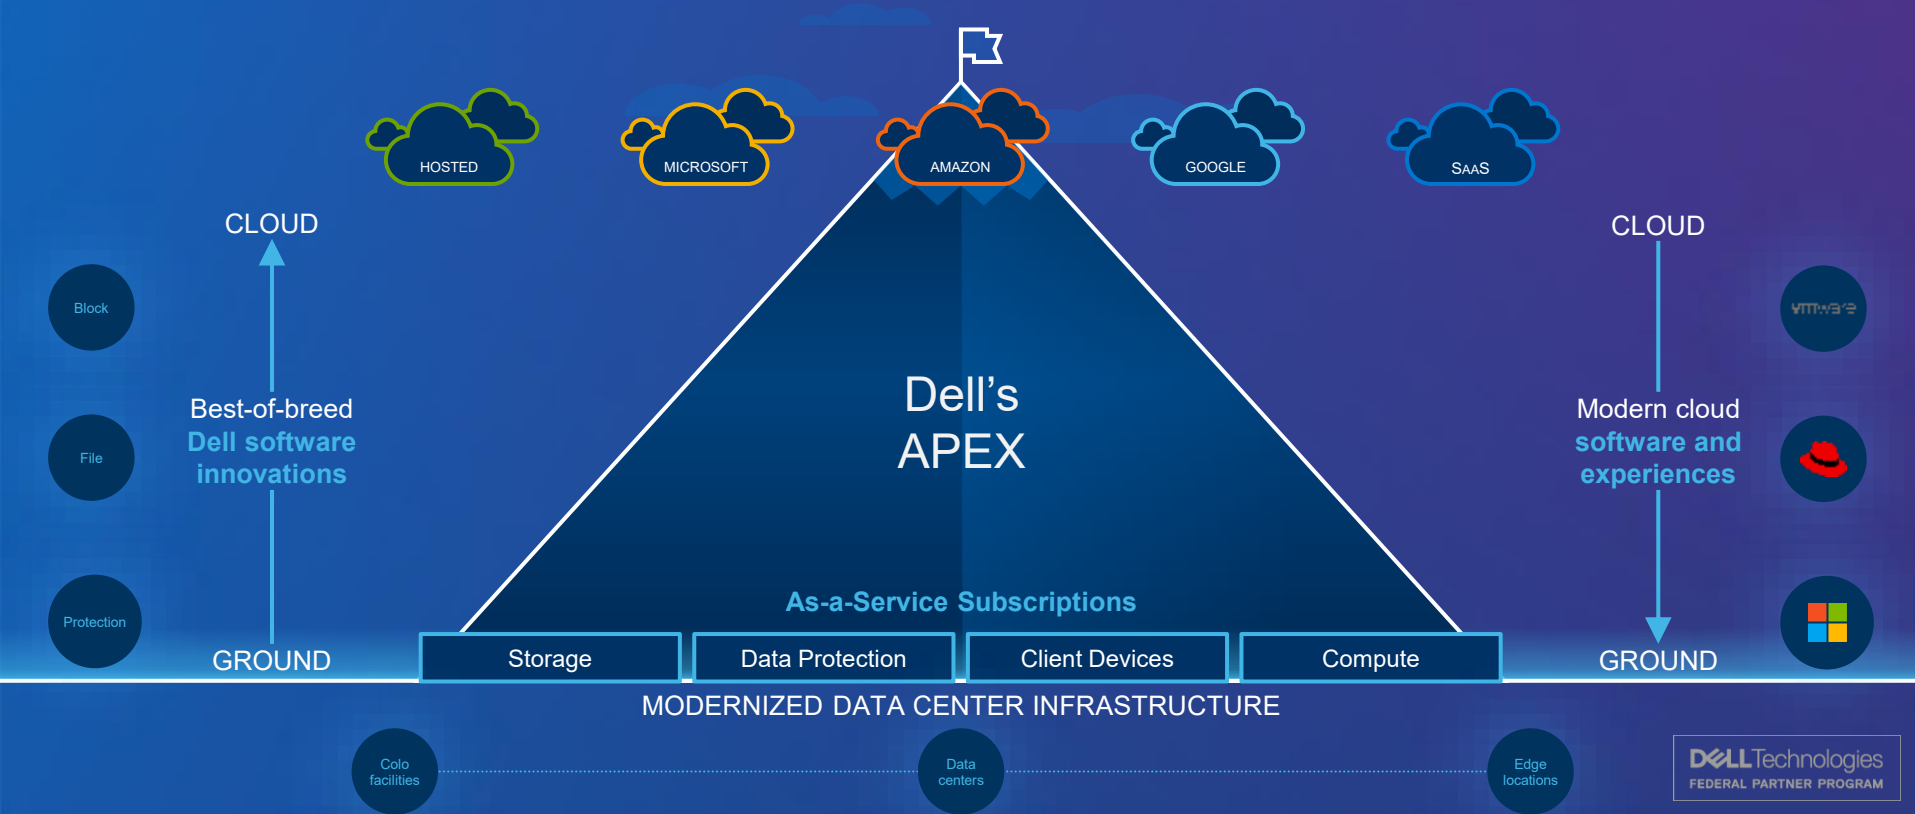 HOSTED
MICROSOFT
AMAZON
GOOGLE
SAAS
CLOUD
CLOUD
Block
vmware
Best-of-breed
Dell software
innovations
Dell's
APEX
Modern cloud
software and
experiences
File
Protection
As-a-Service Subscriptions
GROUND
Storage
Data Protection
Client Devices
Compute
GROUND
MODERNIZED DATA CENTER INFRASTRUCTURE
Colo
facilities
Data
centers
Edge
locations
DELLTechnologies
FEDERAL PARTNER PROGRAM